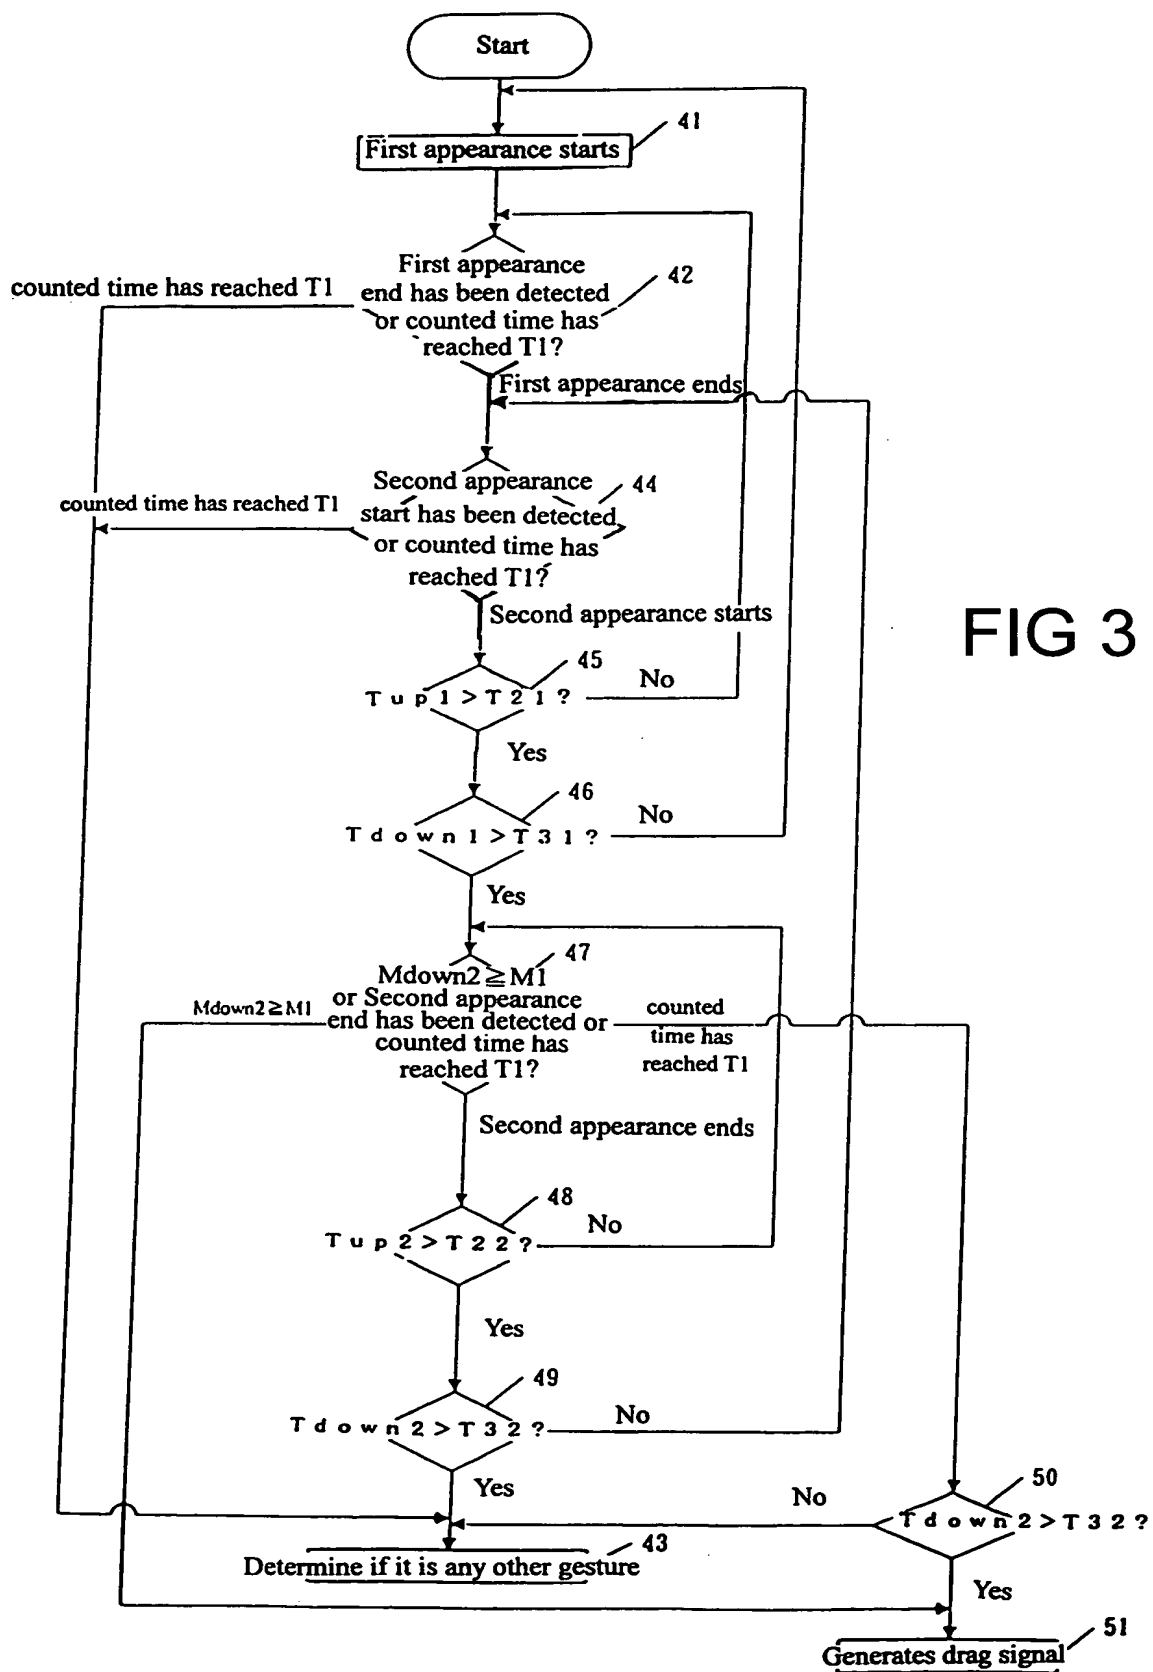 Start
41
First appearance starts
First appearance
end has been detected
or counted time has
reached T1?
42
counted time has reached T1
First appearance ends
Second appearance
start has been detected
or counted time has
reached T1?
44
counted time has reached T1
Second appearance starts
FIG 3
45
Tup1>T21?
No
Yes
46
Tdown1>T31?
No
Yes
47
Mdown2≧M1
or Second appearance
end has been detected or
counted time has
reached T1?
Mdown2≧M1
counted
time has
reached T1
Second appearance ends
48
Tup2>T22?
No
Yes
49
Tdown2>T32?
No
Yes
50
Tdown2>T32?
No
Yes
43
Determine if it is any other gesture
51
Generates drag signal